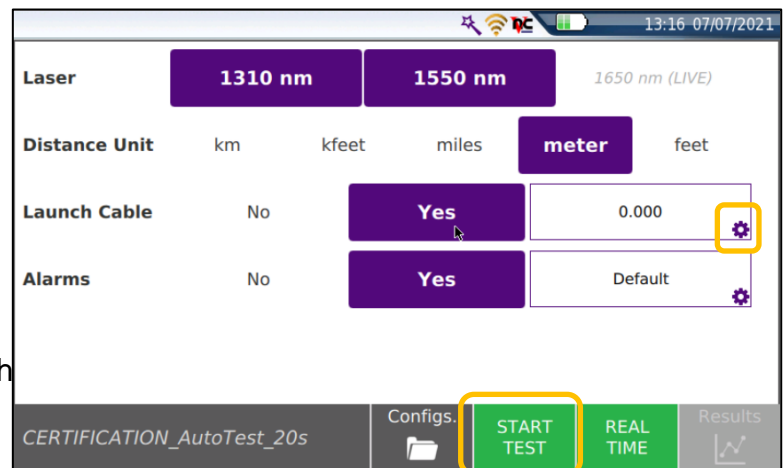 13:16 07/07/2021
Laser 1310 nm 1550 nm 1650 nm (LIVE)
Distance Unit km kfeet miles meter feet
Launch Cable No Yes 0.000
Alarms No Yes Default
h
CERTIFICATION_AutoTest_20s
Configs.
START
TEST
REAL
TIME
Results